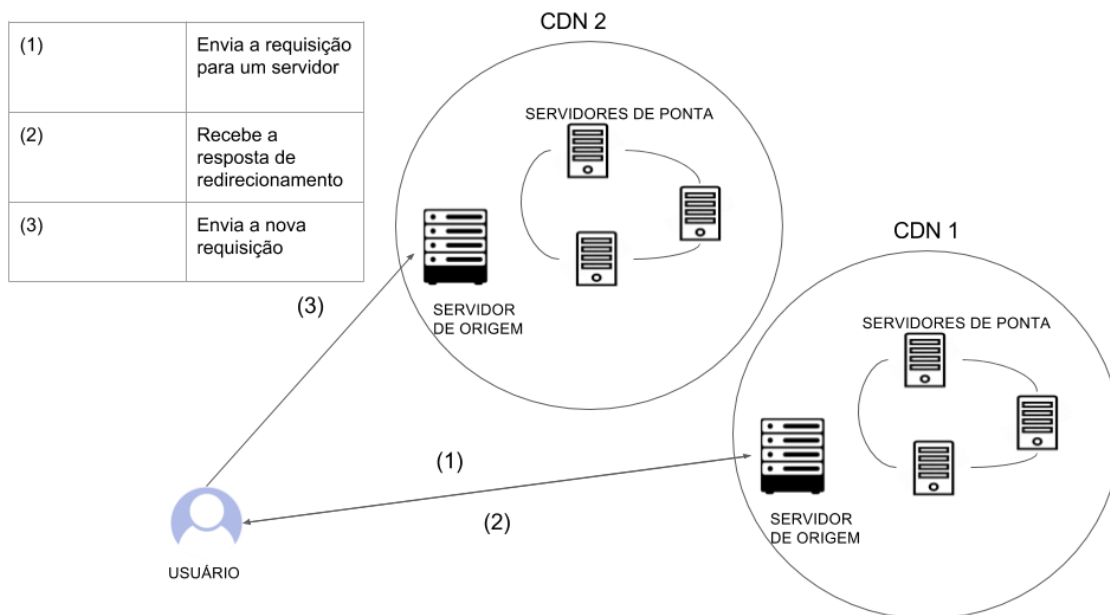 (1)
Envia a requisição
para um servidor
(2)
Recebe a
resposta de
redirecionamento
(3)
Envia a nova
requisição
CDN 2
SERVIDORES DE PONTA
SERVIDOR
DE ORIGEM
(3)
CDN 1
SERVIDORES DE PONTA
SERVIDOR
DE ORIGEM
(1)
(2)
USUÁRIO